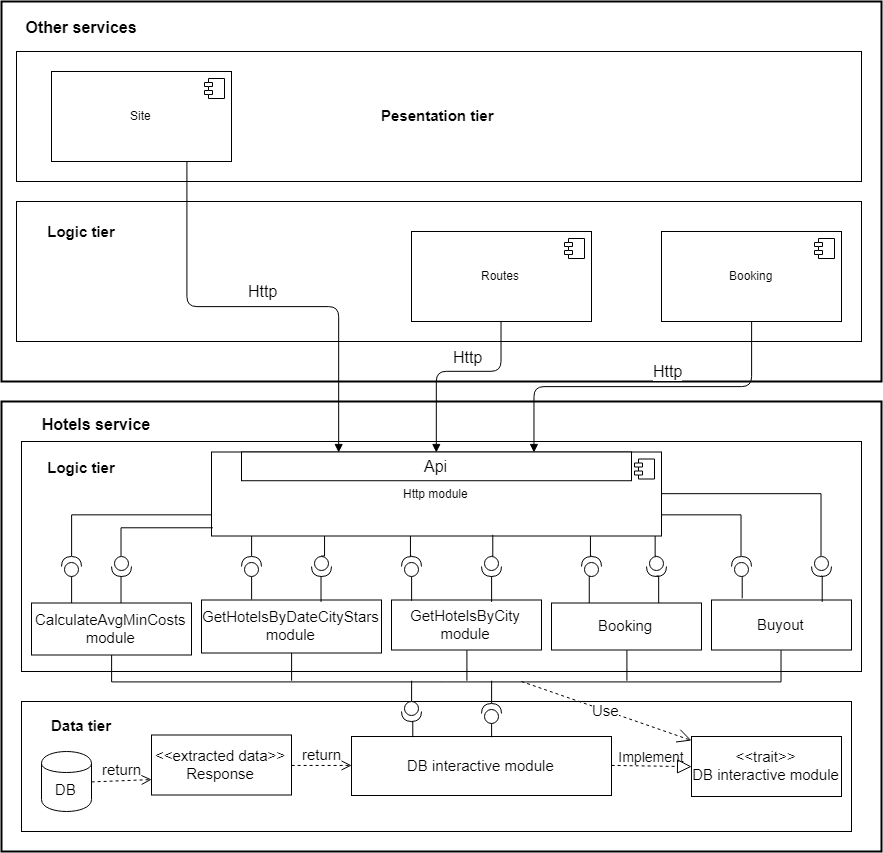 Other services
Site
Pesentation tier
Logic tier
Routes
Booking
Http
Http
Http
Hotels service
Logic tier
Api
Http module
CalculateAvgMinCosts
module
GetHotelsByDateCityStars
module
GetHotelsByCity
module
Booking
Buyout
Use
Data tier
DB
return
<<extracted data>>
Response
return
DB interactive module
Implement
<<trait>>
DB interactive module